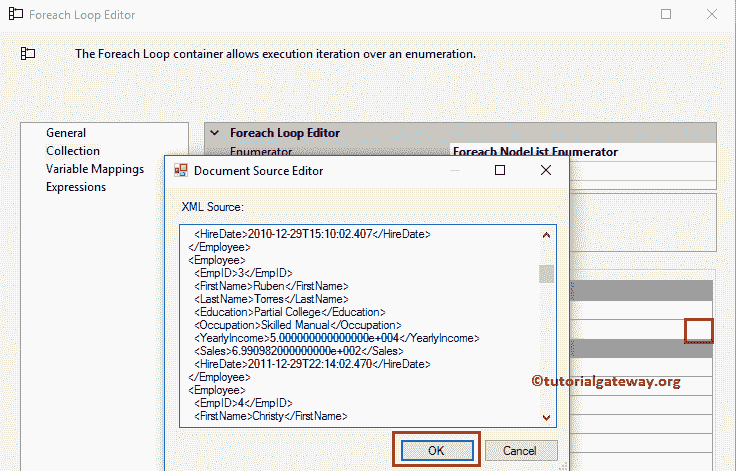 Foreach Loop Editor
The Foreach Loop container allows execution iteration over an enumeration.
General
Collection
Variable Mappings
Expressions
Foreach Loop Editor
Enumerator
Foreach NodeList Enumerator
Document Source Editor
XML Source:
<HireDate>2010-12-29T15:10:02.407</HireDate>
</Employee>
<Employee>
<EmpID>3</EmpID>
<FirstName>Ruben</FirstName>
<LastName>Torres</LastName>
<Education>Partial College</Education>
<Occupation>Skilled Manual</Occupation>
<YearlyIncome>5.000000000000000e+004</YearlyIncome>
<Sales>6.990982000000000e+002</Sales>
<HireDate>2011-12-29T22:14:02.470</HireDate>
</Employee>
<Employee>
<EmpID>4</EmpID>
<FirstName>Christy</FirstName>
©tutorialgateway.org
OK
Cancel